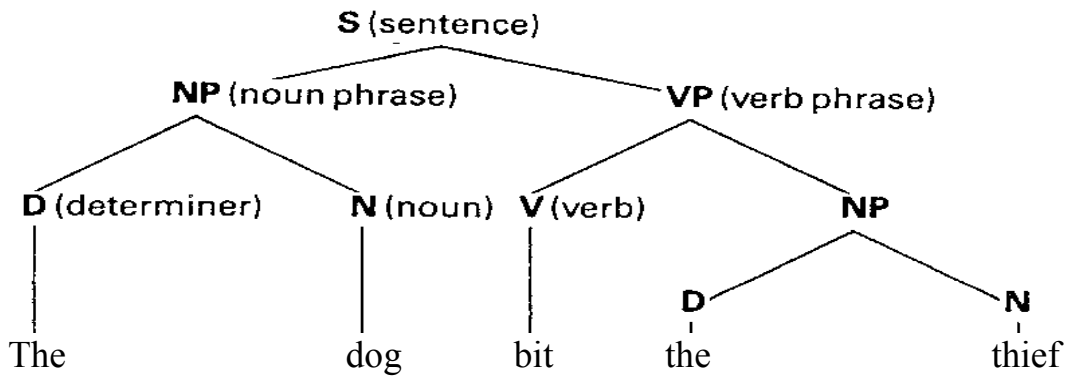 S (sentence)
NP (noun phrase) VP (verb phrase)
D (determiner) N (noun) V (verb) NP
D N
The dog bit the thief